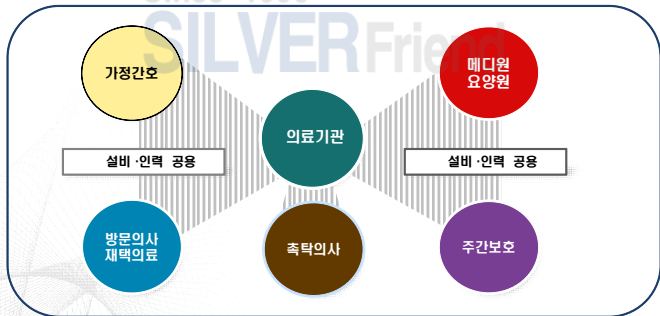 SILVER Friend
가정간호
메디원
요양원
의료기관
설비 ·인력 공용
설비 ·인력 공용
방문의사
재택의료
촉탁의사
주간보호